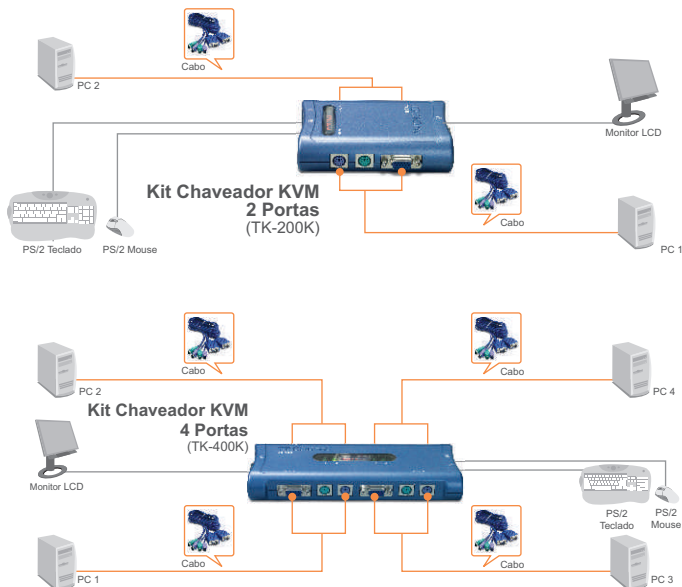 Cabo
PC 2
Monitor LCD
Kit Chaveador KVM
2 Portas
(TK-200K)
Cabo
PS/2 Teclado
PS/2 Mouse
PC 1
Cabo
Cabo
PC 2
PC 4
Kit Chaveador KVM
4 Portas
(TK-400K)
Monitor LCD
PS/2
Teclado
PS/2
Mouse
Cabo
Cabo
PC 1
PC 3